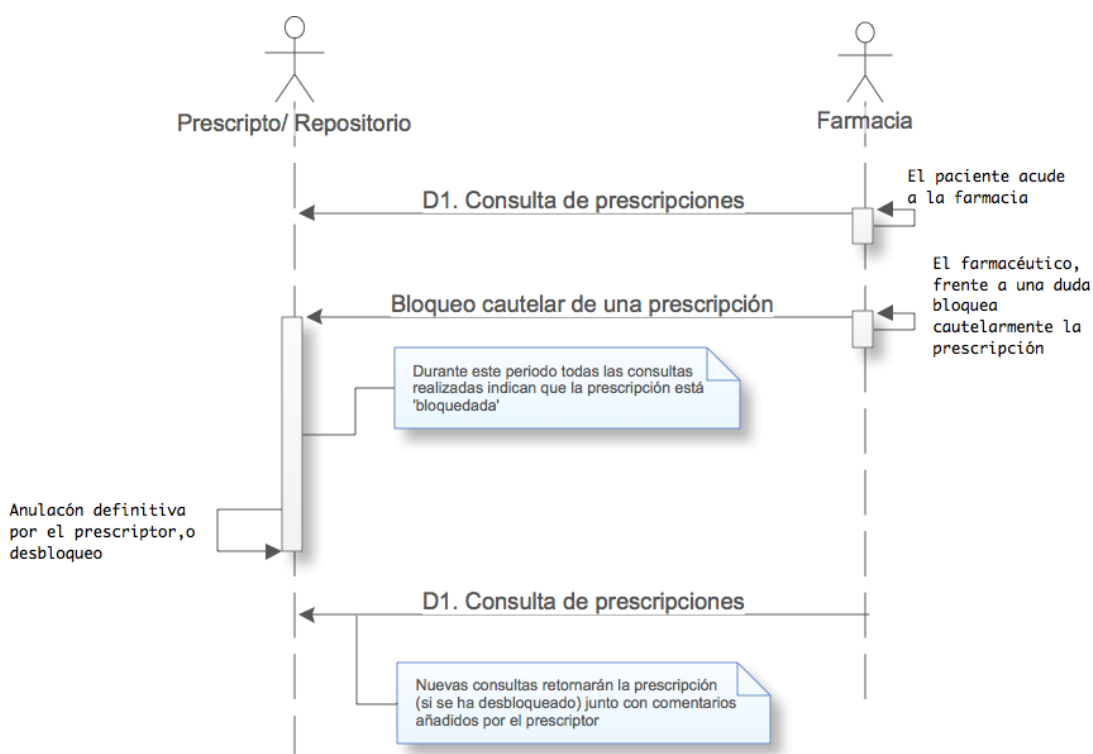 Prescripto/ Repositorio
Farmacia
D1. Consulta de prescripciones
El paciente acude
a la farmacia
Bloqueo cautelar de una prescripción
El farmacéutico,
frente a una duda
bloquea
cautelarmente la
prescripción
Durante este periodo todas las consultas
realizadas indican que la prescripción está
'bloquedada'
Anulacón definitiva
por el prescriptor,o
desbloqueo
D1. Consulta de prescripciones
Nuevas consultas retornarán la prescripción
(si se ha desbloqueado) junto con comentarios
añadidos por el prescriptor